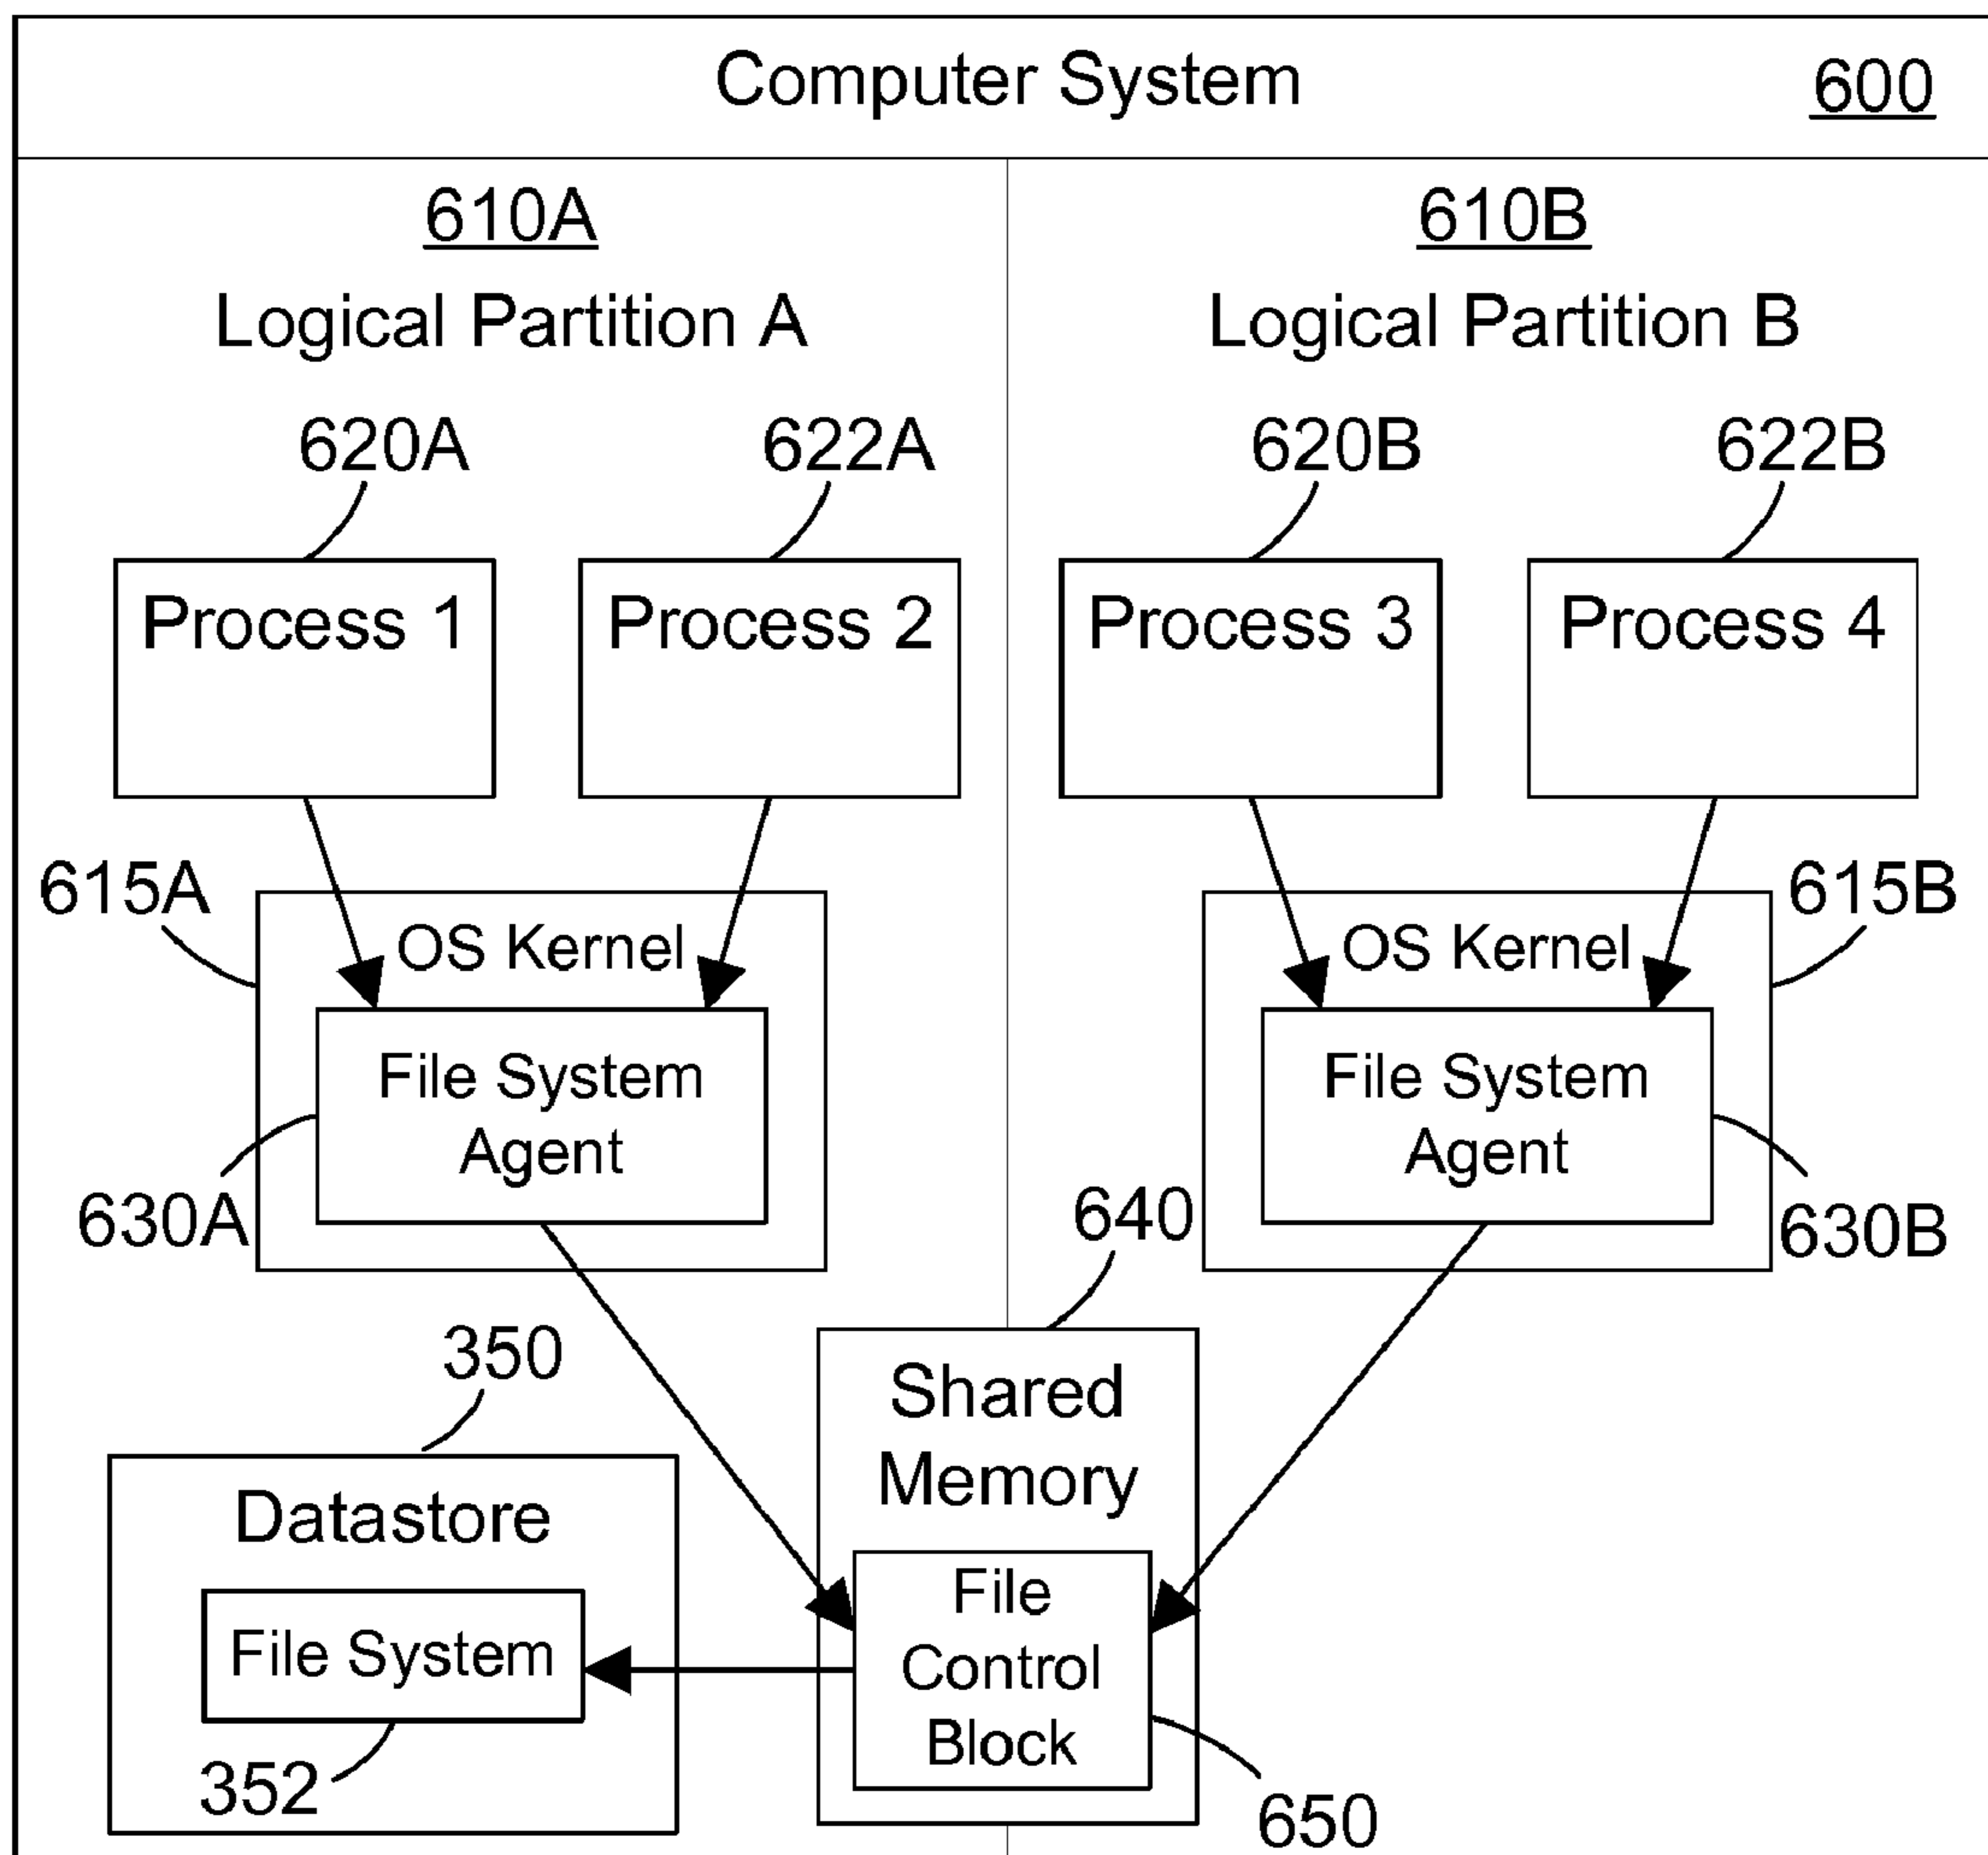 Computer System
600
610A
610B
Logical Partition A
Logical Partition B
620A
622A
620B
622B
Process 1
Process 2
Process 3
Process 4
615A
615B
OS Kernel
OS Kernel
File System
Agent
File System
Agent
630A
640
630B
350
Shared
Memory
Datastore
File
Control
Block
File System
352
650